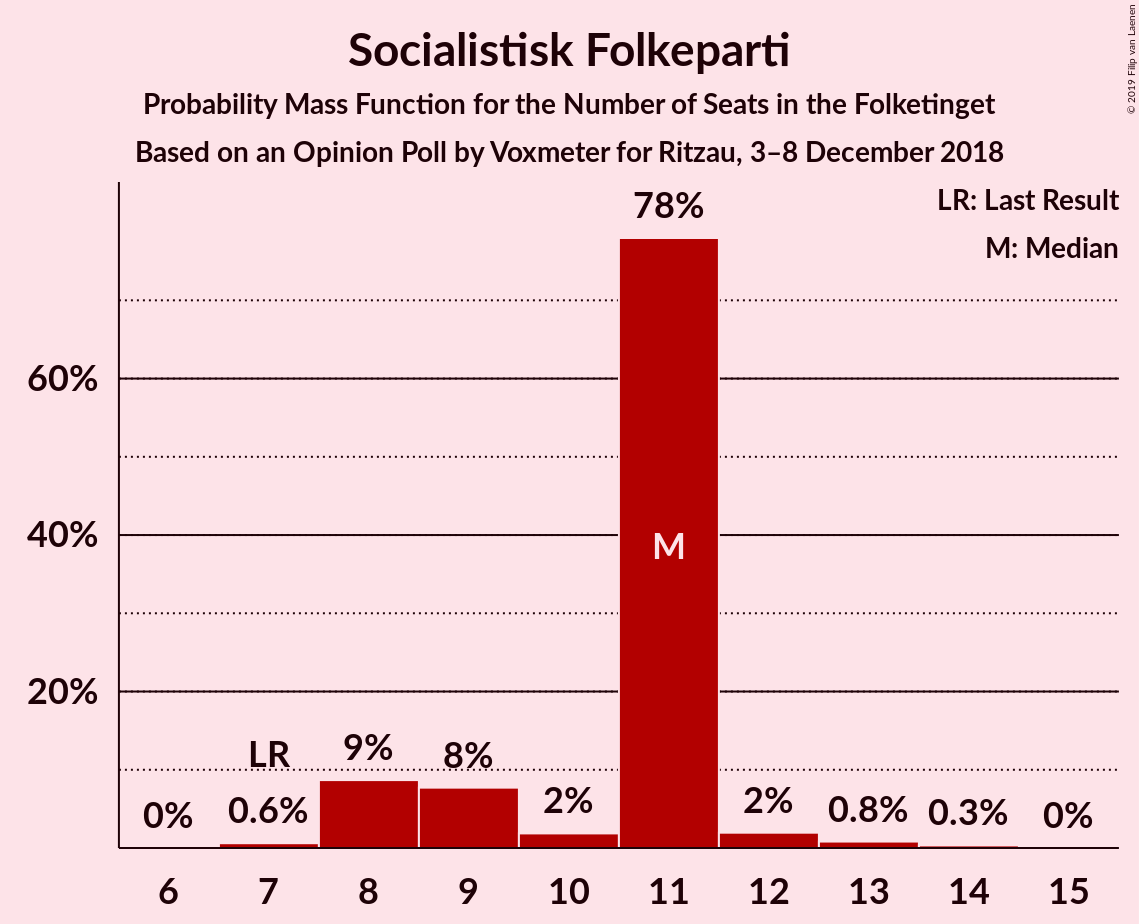 Socialistisk Folkeparti
Probability Mass Function for the Number of Seats in the Folketinget
Based on an Opinion Poll by Voxmeter for Ritzau, 3–8 December 2018
© 2019 Filip van Laenen
LR: Last Result
M: Median
78%
60%
40%
20%
M
LR
0%
0.6%
9%
8%
2%
2%
0.8%
0.3%
0%
6 7 8 9 10 11 12 13 14 15